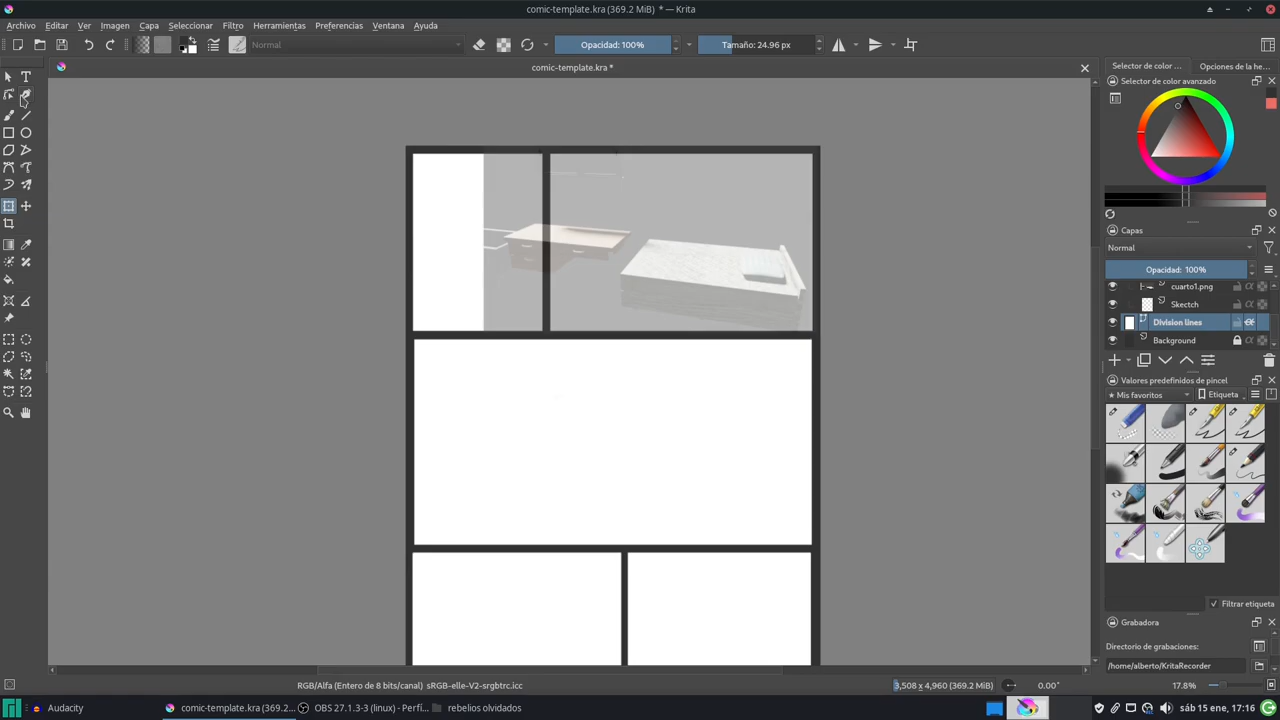 comic-template.kra (369.2 MiB) * — Krita
Archivo Editar Ver Imagen Capa Seleccionar Filtro Herramientas Preferencias Ventana Ayuda
Normal
Opacidad: 100%
Tamaño: 24.96 px
comic-template.kra *
Selector de color ...
Opciones de la he...
Selector de color avanzado
Capas
Normal
Opacidad: 100%
cuarto1.png
Skectch
Division lines
Background
Valores predefinidos de pincel
★ Mis favoritos
Etiqueta
Filtrar etiqueta
Grabadora
Directorio de grabaciones:
/home/alberto/KritaRecorder
RGB/Alfa (Entero de 8 bits/canal) sRGB-elle-V2-srgbtrc.icc
3,508 x 4,960 (369.2 MiB)
0.00°
17.8%
Audacity
comic-template.kra (369.2...
OBS 27.1.3-3 (linux) - Perfí...
rebelios olvidados
sáb 15 ene, 17:16